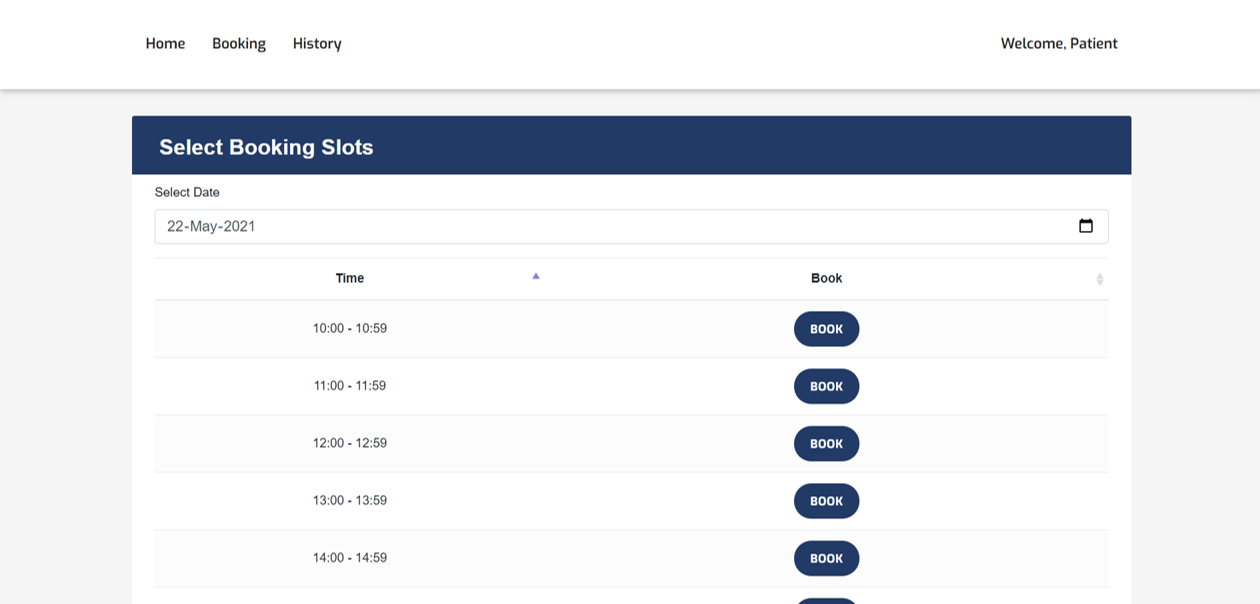 Home Booking History Welcome, Patient
Select Booking Slots
Select Date
22-May-2021
Time Book
10:00 - 10:59 BOOK
11:00 - 11:59 BOOK
12:00 - 12:59 BOOK
13:00 - 13:59 BOOK
14:00 - 14:59 BOOK